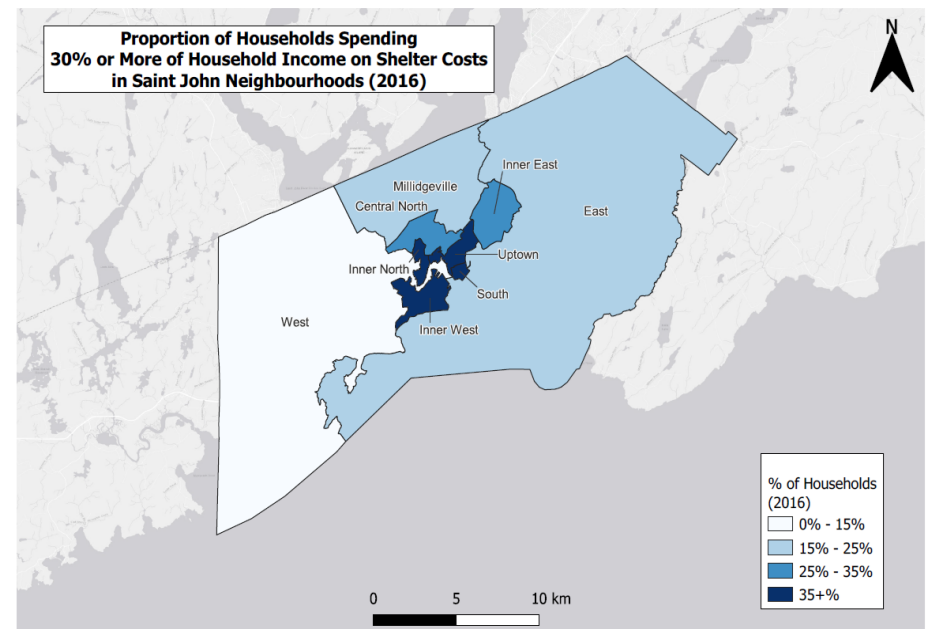 Proportion of Households Spending
30% or More of Household Income on Shelter Costs
in Saint John Neighbourhoods (2016)
N
Inner East
Millidgeville
Central North
East
Uptown
Inner North
South
West
Inner West
% of Households
(2016)
0% - 15%
15% - 25%
25% - 35%
35+%
0 5 10 km